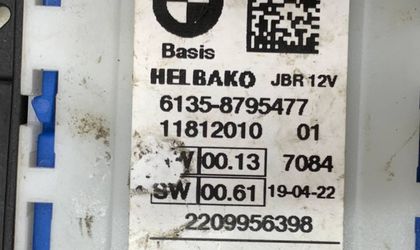 Basis
HELBAKO JBR 12V
6135-8795477
11812010 01
00.13 7084
SW 00.61 19-04-22
2209956398